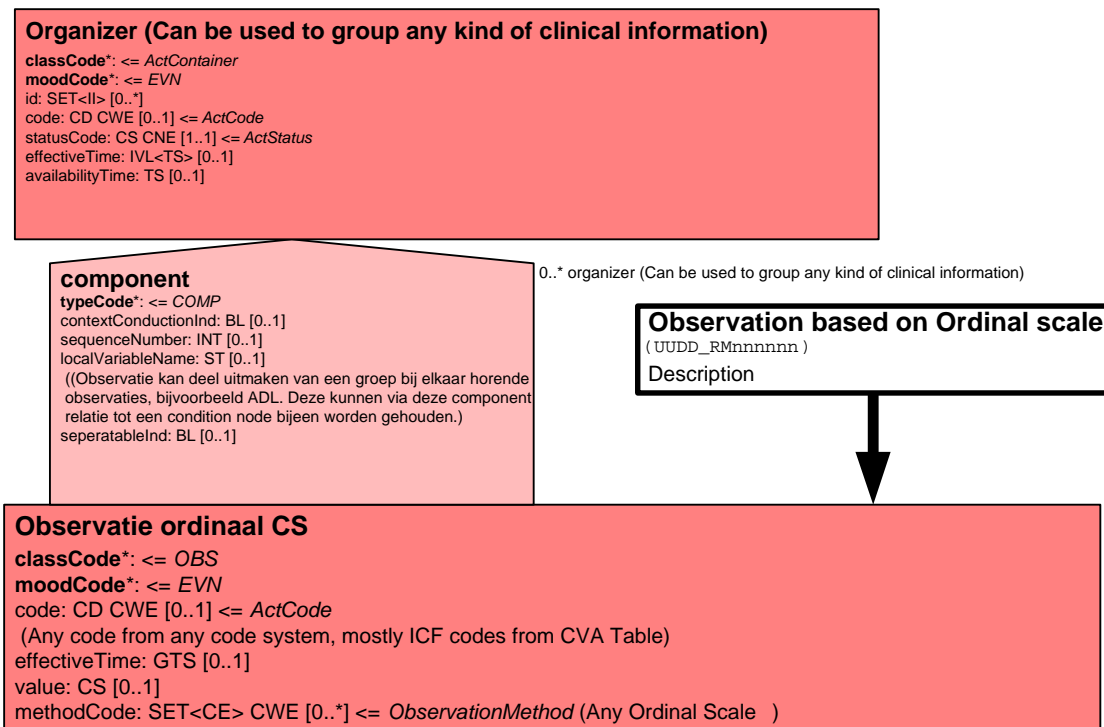 Organizer (Can be used to group any kind of clinical information)
classCode*: <= ActContainer
moodCode*: <= EVN
id: SET<II> [0..*]
code: CD CWE [0..1] <= ActCode
statusCode: CS CNE [1..1] <= ActStatus
effectiveTime: IVL<TS> [0..1]
availabilityTime: TS [0..1]
component
typeCode*: <= COMP
contextConductionInd: BL [0..1]
sequenceNumber: INT [0..1]
localVariableName: ST [0..1]
((Observatie kan deel uitmaken van een groep bij elkaar horende
observaties, bijvoorbeeld ADL. Deze kunnen via deze component
relatie tot een condition node bijeen worden gehouden.)
seperatableInd: BL [0..1]
0..* organizer (Can be used to group any kind of clinical information)
Observation based on Ordinal scale
(UUDD_RMnnnnnn)
Description
Observatie ordinaal CS
classCode*: <= OBS
moodCode*: <= EVN
code: CD CWE [0..1] <= ActCode
(Any code from any code system, mostly ICF codes from CVA Table)
effectiveTime: GTS [0..1]
value: CS [0..1]
methodCode: SET<CE> CWE [0..*] <= ObservationMethod (Any Ordinal Scale )